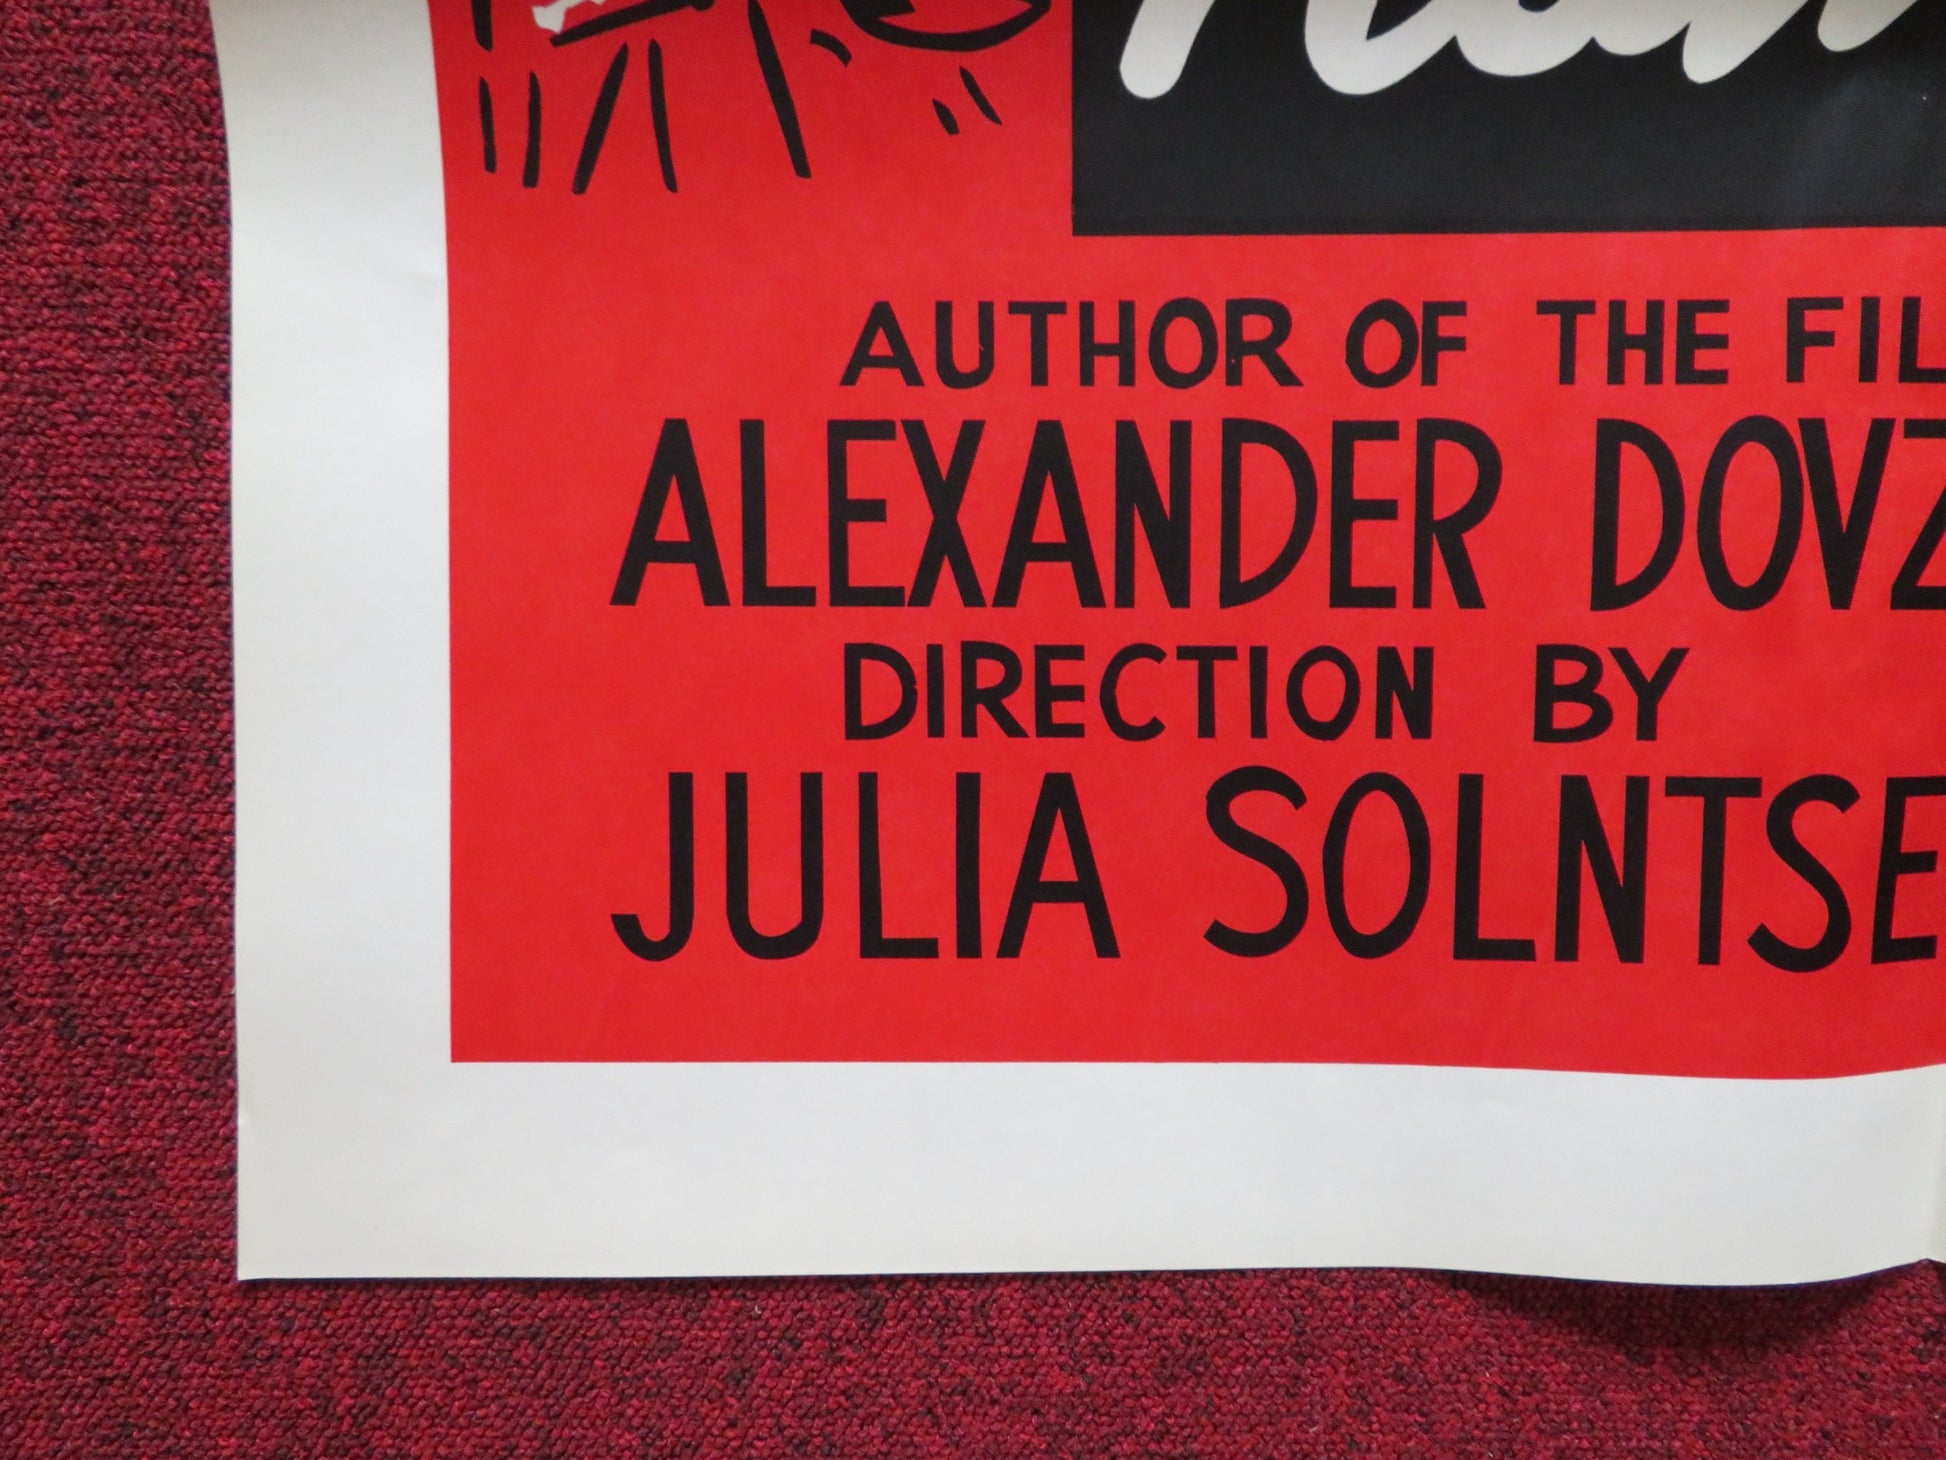 AUTHOR OF THE FIL
ALEXANDER DOVZ
DIRECTION BY
JULIA SOLNTSE